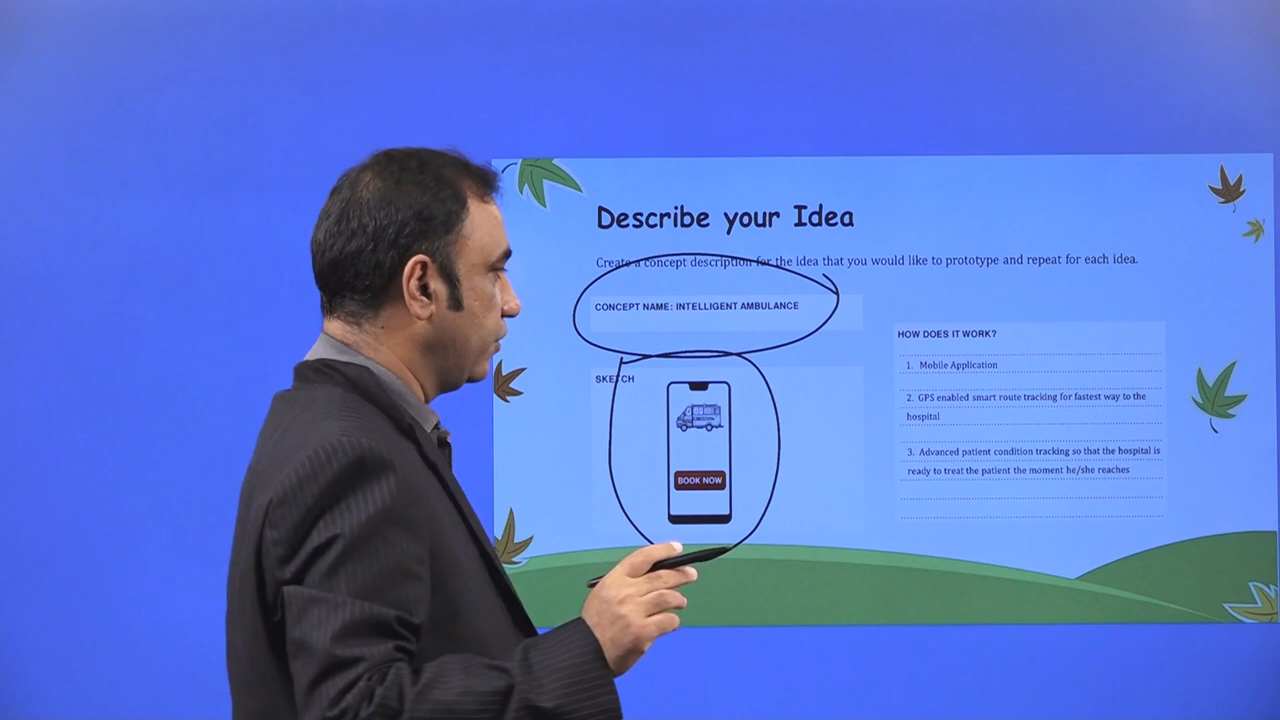 Describe your Idea
Create a concept description for the idea that you would like to prototype and repeat for each idea.
CONCEPT NAME: INTELLIGENT AMBULANCE
SKETCH
BOOK NOW
HOW DOES IT WORK?
1. Mobile Application
2. GPS enabled smart route tracking for fastest way to the
hospital
3. Advanced patient condition tracking so that the hospital is
ready to treat the patient the moment he/she reaches